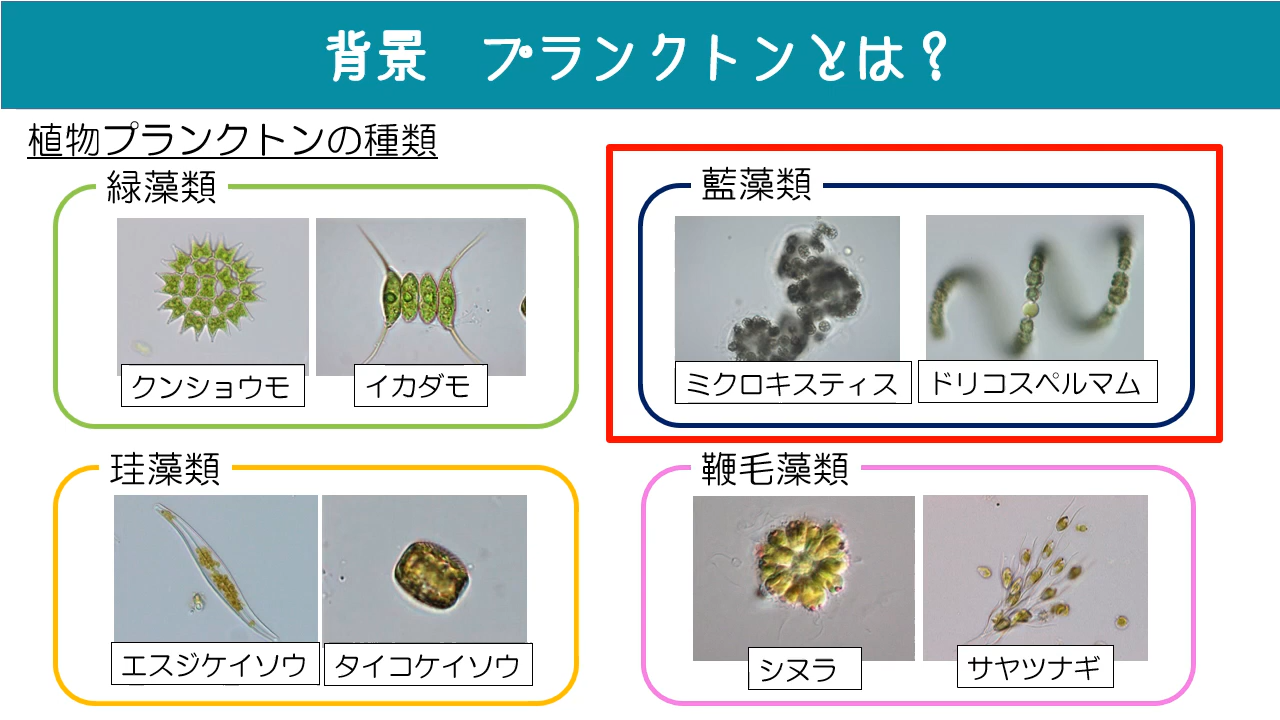 背景　プランクトンとは？
植物プランクトンの種類
緑藻類
クンショウモ
イカダモ
藍藻類
ミクロキスティス
ドリコスペルマム
珪藻類
エスジケイソウ
タイコケイソウ
鞭毛藻類
シヌラ
サヤツナギ